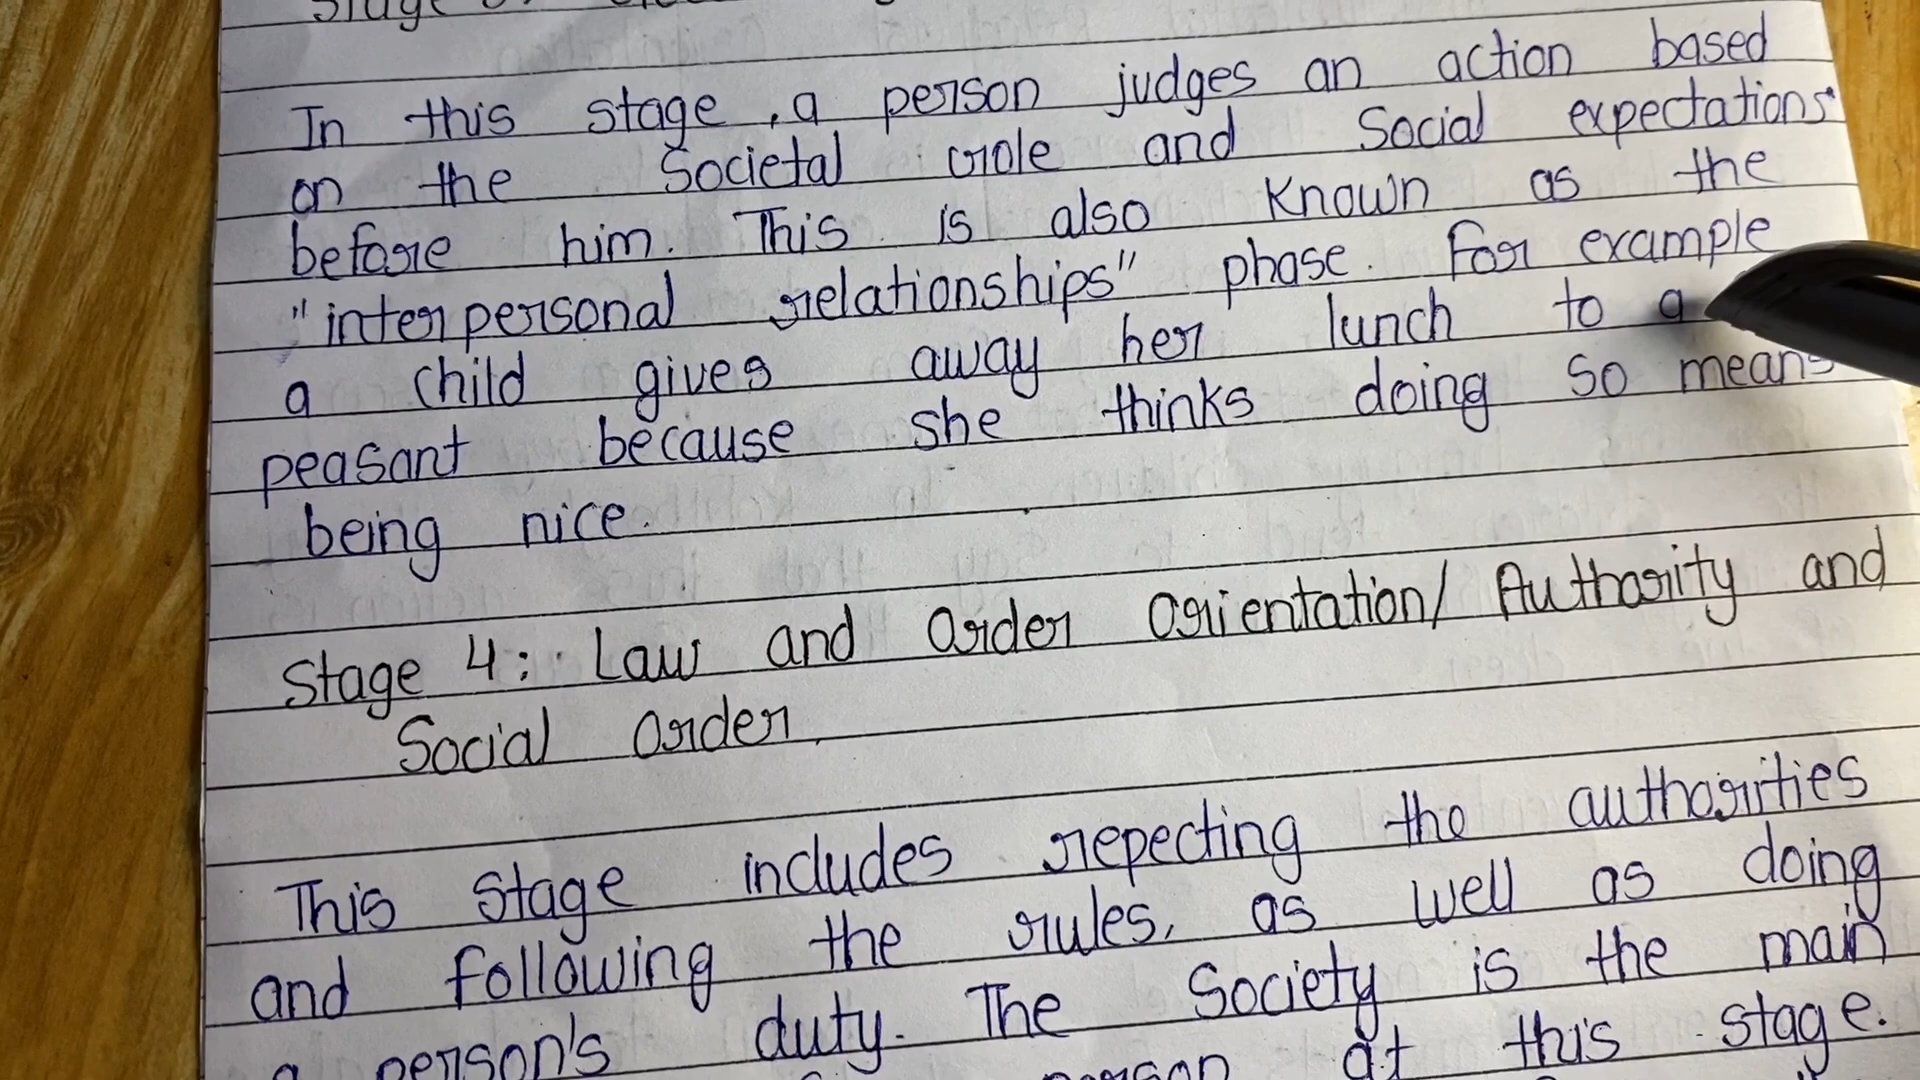 In this stage, a person judges an action based
on the Societal role and Social expectations
before him. This is also known as the
"interpersonal relationships" phase. For example
a child gives away her lunch to a
peasant because she thinks doing so means
being nice.
Stage 4: Law and Order Orientation/ Authority and
Social Order
This stage includes repecting the authorities
and following the rules, as well as doing
a person's duty. The Society is the main
person at this stage.